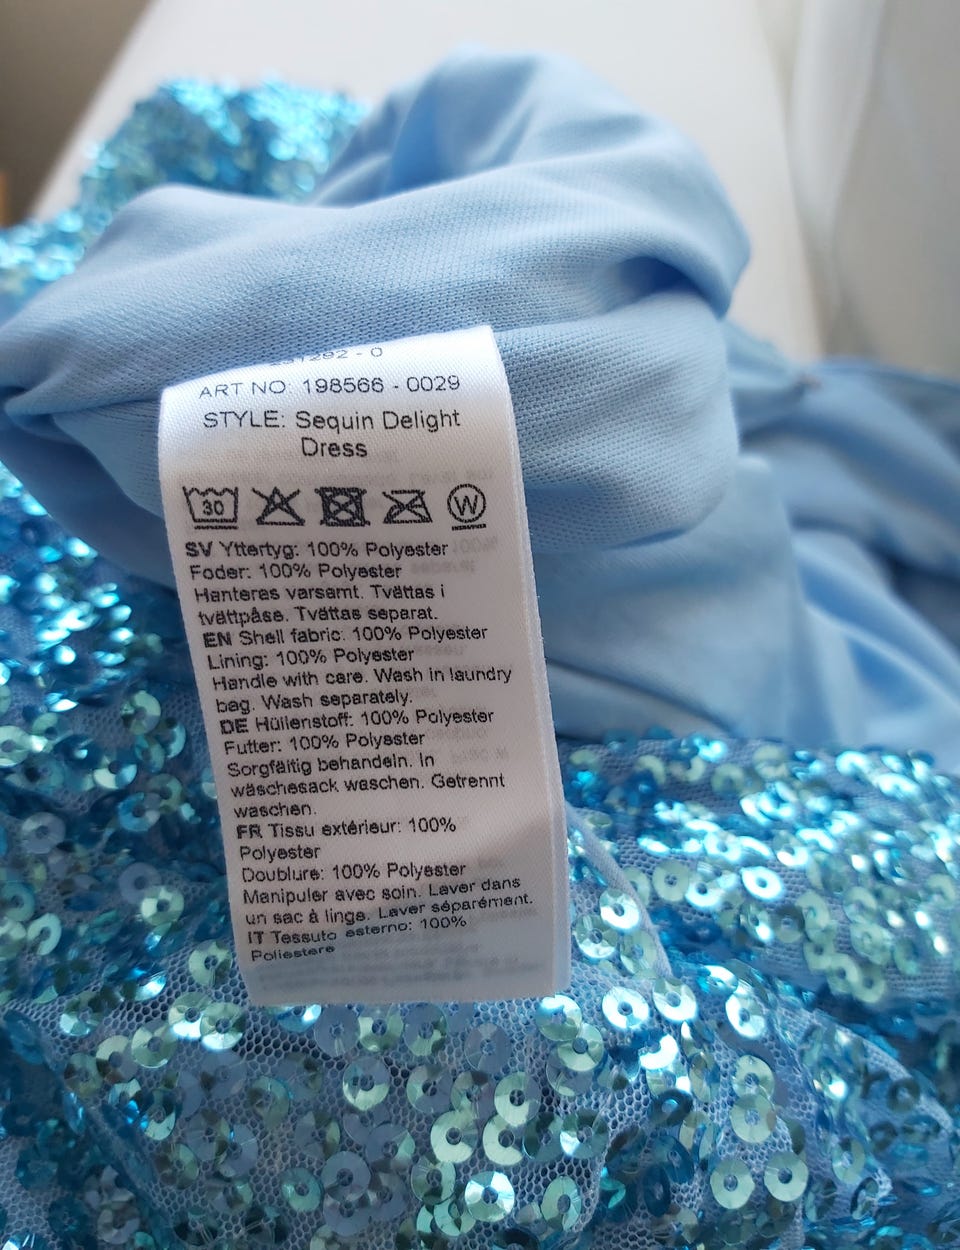 ART NO: 198566 - 0029
STYLE: Sequin Delight
Dress
30
W
SV Yttertyg: 100% Polyester
Foder: 100% Polyester
Hanteras varsamt. Tvättas i
tvättpåse. Tvättas separat.
EN Shell fabric: 100% Polyester
Lining: 100% Polyester
Handle with care. Wash in laundry
bag. Wash separately.
DE Hüllenstoff: 100% Polyester
Futter: 100% Polyester
Sorgfältig behandeln. In
wäschesack waschen. Getrennt
waschen.
FR Tissu extérieur: 100%
Polyester
Doublure: 100% Polyester
Manipuler avec soin. Laver dans
un sac à linge. Laver séparément.
IT Tessuto esterno: 100%
Poliestere